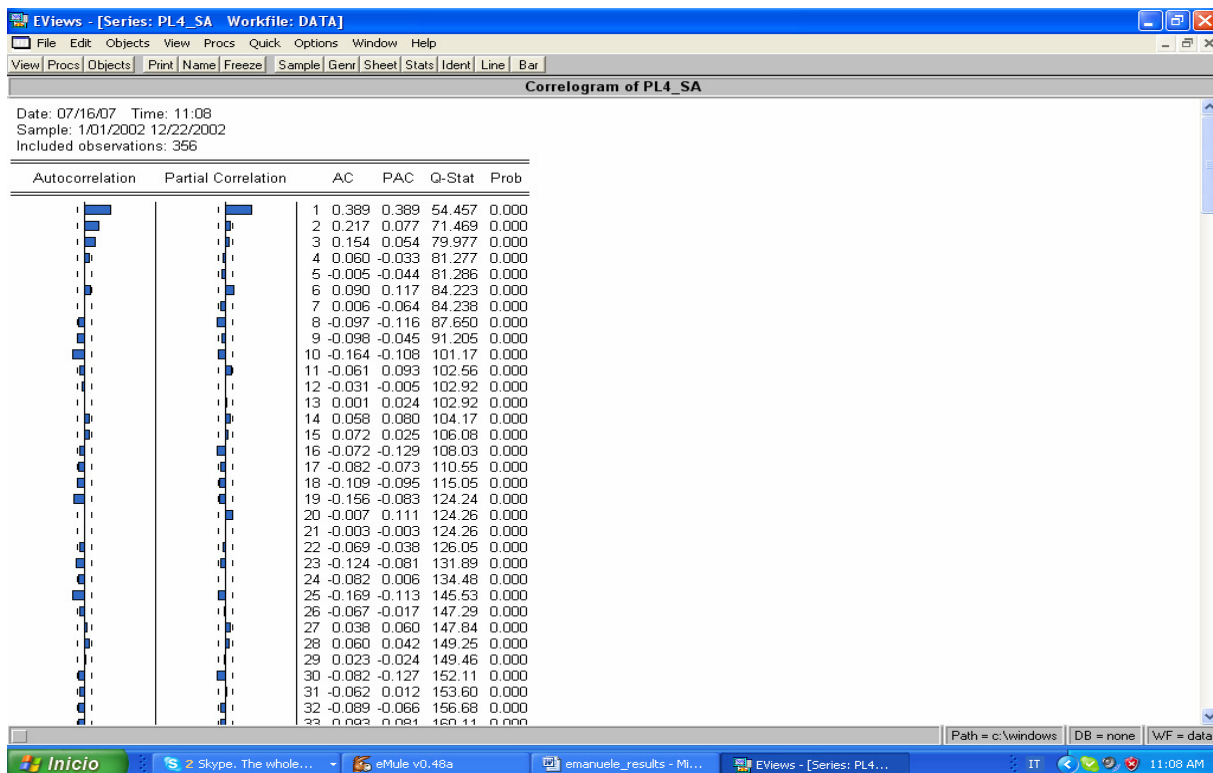 EViews - [Series: PL4_SA Workfile: DATA]
File Edit Objects View Procs Quick Options Window Help
View Procs Objects Print Name Freeze Sample Genr Sheet Stats Ident Line Bar
Correlogram of PL4_SA
Date: 07/16/07 Time: 11:08
Sample: 1/01/2002 12/22/2002
Included observations: 356
Autocorrelation Partial Correlation AC PAC Q-Stat Prob
1 0.389 0.389 54.457 0.000
2 0.217 0.077 71.469 0.000
3 0.154 0.054 79.977 0.000
4 0.060 -0.033 81.277 0.000
5 -0.005 -0.044 81.286 0.000
6 0.090 0.117 84.223 0.000
7 0.006 -0.064 84.238 0.000
8 -0.097 -0.116 87.650 0.000
9 -0.098 -0.045 91.205 0.000
10 -0.164 -0.108 101.17 0.000
11 -0.061 0.093 102.56 0.000
12 -0.031 -0.005 102.92 0.000
13 0.001 0.024 102.92 0.000
14 0.058 0.080 104.17 0.000
15 0.072 0.025 106.08 0.000
16 -0.072 -0.129 108.03 0.000
17 -0.082 -0.073 110.55 0.000
18 -0.109 -0.095 115.05 0.000
19 -0.156 -0.083 124.24 0.000
20 -0.007 0.111 124.26 0.000
21 -0.003 -0.003 124.26 0.000
22 -0.069 -0.038 126.05 0.000
23 -0.124 -0.081 131.89 0.000
24 -0.082 0.006 134.48 0.000
25 -0.169 -0.113 145.53 0.000
26 -0.067 -0.017 147.29 0.000
27 0.038 0.060 147.84 0.000
28 0.060 0.042 149.25 0.000
29 0.023 -0.024 149.46 0.000
30 -0.082 -0.127 152.11 0.000
31 -0.062 0.012 153.60 0.000
32 -0.089 -0.066 156.68 0.000
33
Path = c:\windows DB = none WF = data
Inicio 2 Skype. The whole... eMule v0.48a emanuele_results - Mi... EViews - [Series: PL4... IT 11:08 AM